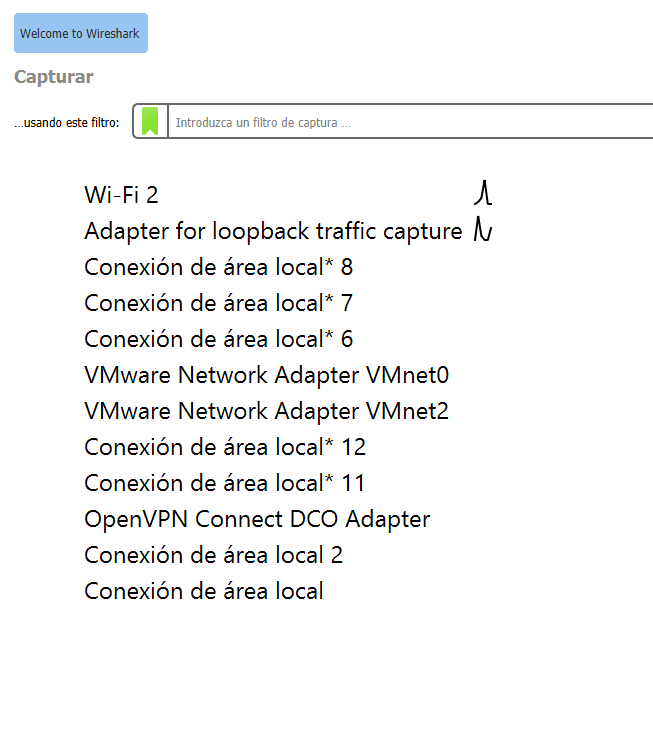 Welcome to Wireshark
Capturar
...usando este filtro: Introduzca un filtro de captura ...
Wi-Fi 2
Adapter for loopback traffic capture
Conexión de área local* 8
Conexión de área local* 7
Conexión de área local* 6
VMware Network Adapter VMnet0
VMware Network Adapter VMnet2
Conexión de área local* 12
Conexión de área local* 11
OpenVPN Connect DCO Adapter
Conexión de área local 2
Conexión de área local